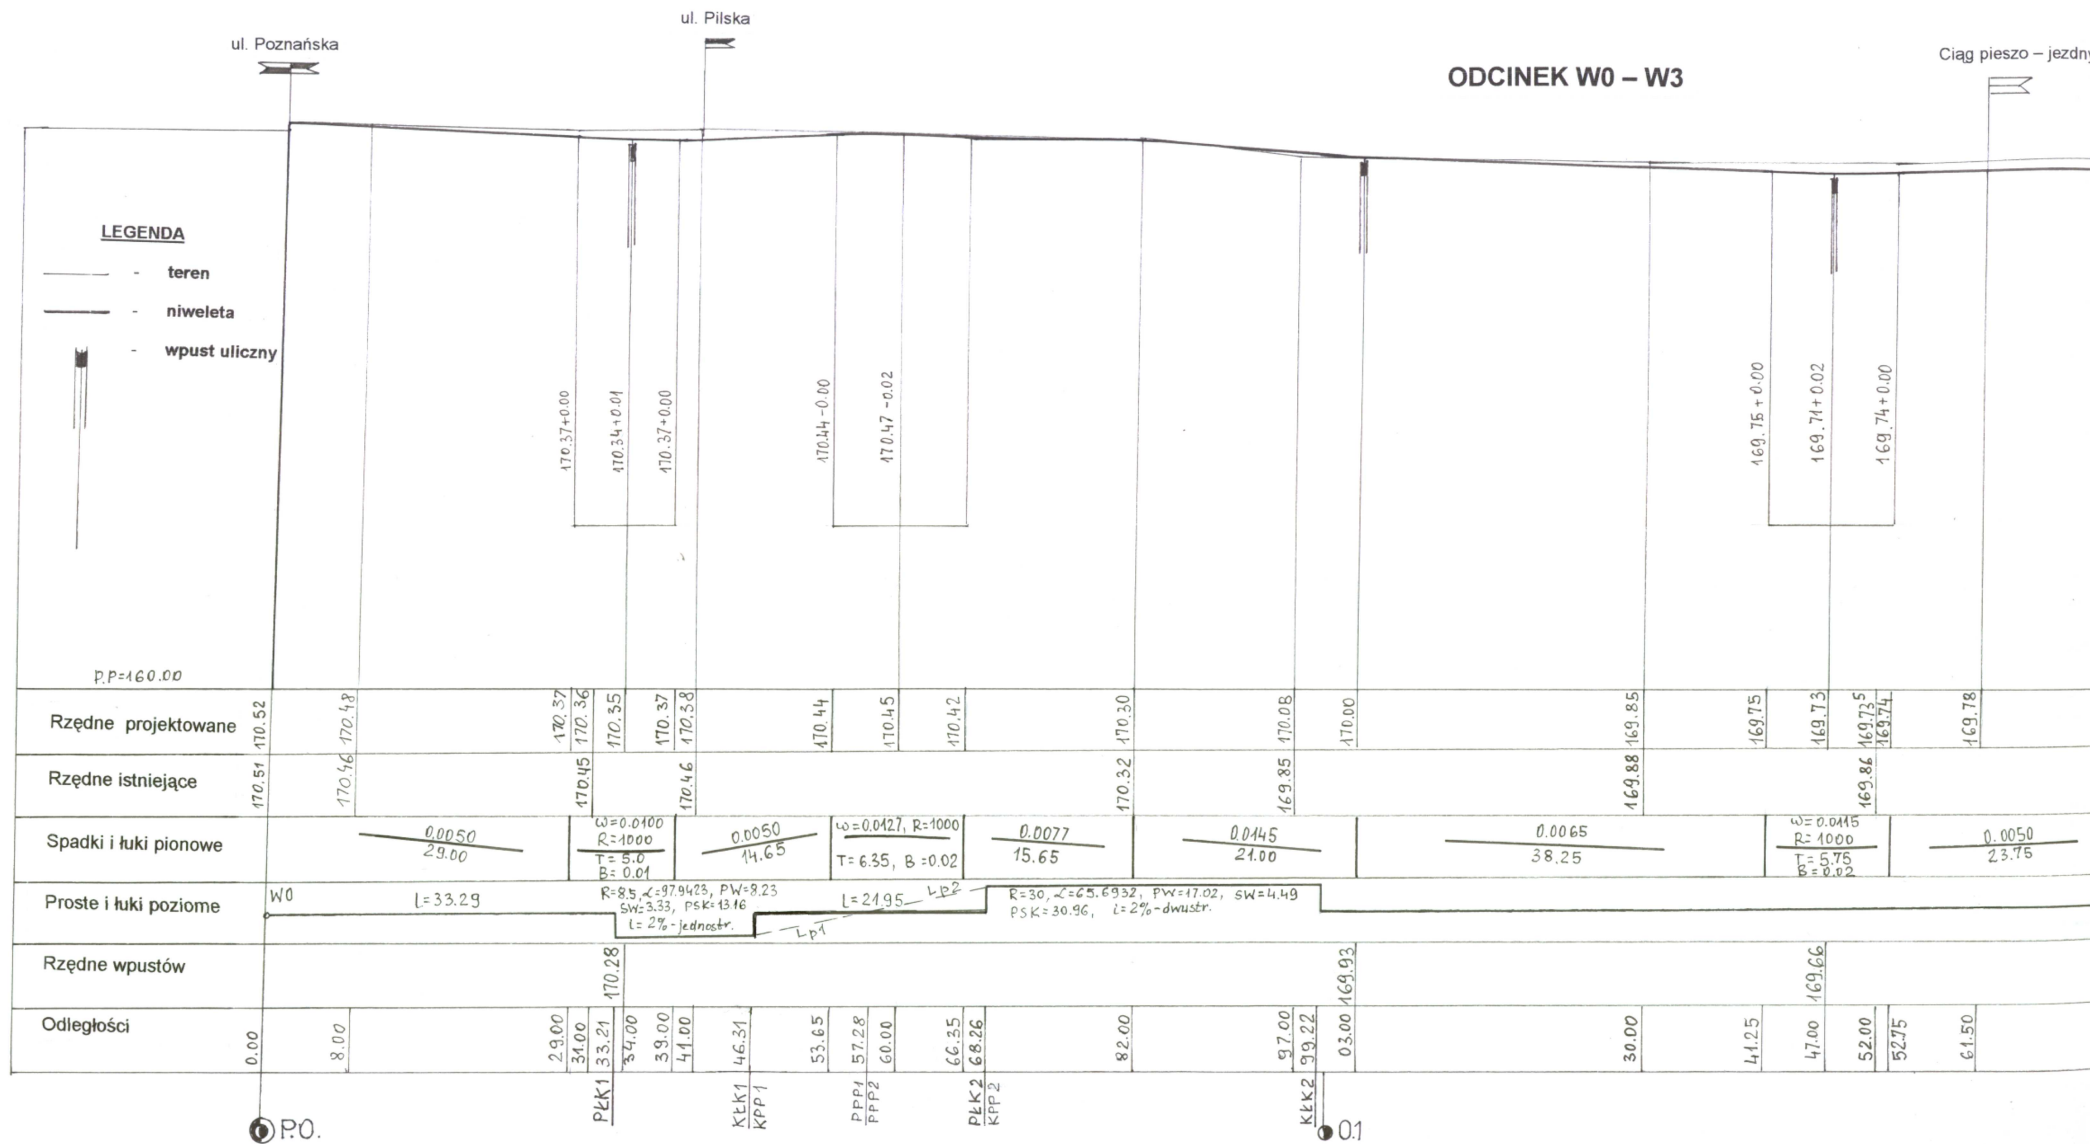 ul. Pilska
ul. Poznańska
Ciąg pieszo – jezdny
ODCINEK W0 – W3
LEGENDA
- teren
- niweleta
- wpust uliczny
170.37+0.00
170.34+0.01
170.37+0.00
170.44-0.00
170.47-0.02
169.75+0.00
169.71+0.02
169.74+0.00
P.P=160.00
Rzędne projektowane
170.52 170.48 170.37 170.36 170.35 170.37 170.38 170.44 170.45 170.42 170.30 170.08 170.00 169.85 169.75 169.73 169.735 169.74 169.78
Rzędne istniejące
170.51 170.46 170.45 170.46 170.32 169.85 169.88 169.86
Spadki i łuki pionowe
0.0050
29.00
ω=0.0100
R=1000
T=5.0
B=0.01
0.0050
14.65
ω=0.0127, R=1000
T=6.35, B=0.02
0.0077
15.65
0.0145
21.00
0.0065
38.25
ω=0.0115
R=1000
T=5.75
B=0.02
0.0050
23.75
Proste i łuki poziome
W0
L=33.29
R=8.5, ∠=97.9423, PW=8.23
SW=3.33, PSK=13.16
i=2%-jednostr.
Lp1
L=21.95
Lp2
R=30, ∠=65.6932, PW=17.02, SW=4.49
PSK=30.96, i=2%-dwustr.
Rzędne wpustów
170.28 169.93 169.66
Odległości
0.00 8.00 29.00 31.00 33.21 34.00 39.00 41.00 46.31 53.65 57.28 60.00 66.35 68.26 82.00 97.00 99.22 03.00 30.00 41.25 47.00 52.00 52.75 61.50
PŁK1
KŁK1
KPP1
PPP1
PPP2
PŁK2
KPP2
KŁK2
P.O.
0.1